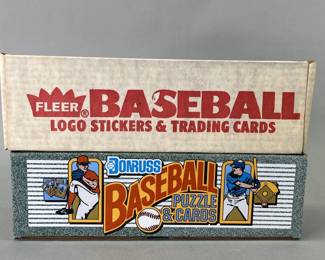 FLEER® BASEBALL
LOGO STICKERS & TRADING CARDS
DONRUSS
BASEBALL
PUZZLE
& CARDS